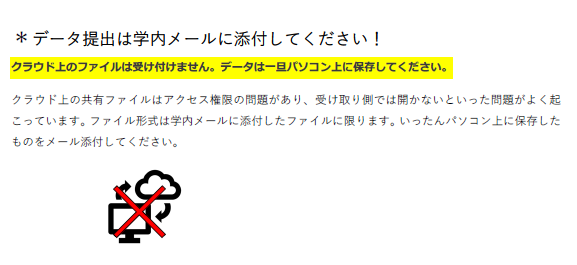 ＊データ提出は学内メールに添付してください！
クラウド上のファイルは受け付けません。データは一旦パソコン上に保存してください。
クラウド上の共有ファイルはアクセス権限の問題があり、受け取り側では開かないといった問題がよく起
こっています。ファイル形式は学内メールに添付したファイルに限ります。いったんパソコン上に保存した
ものをメール添付してください。